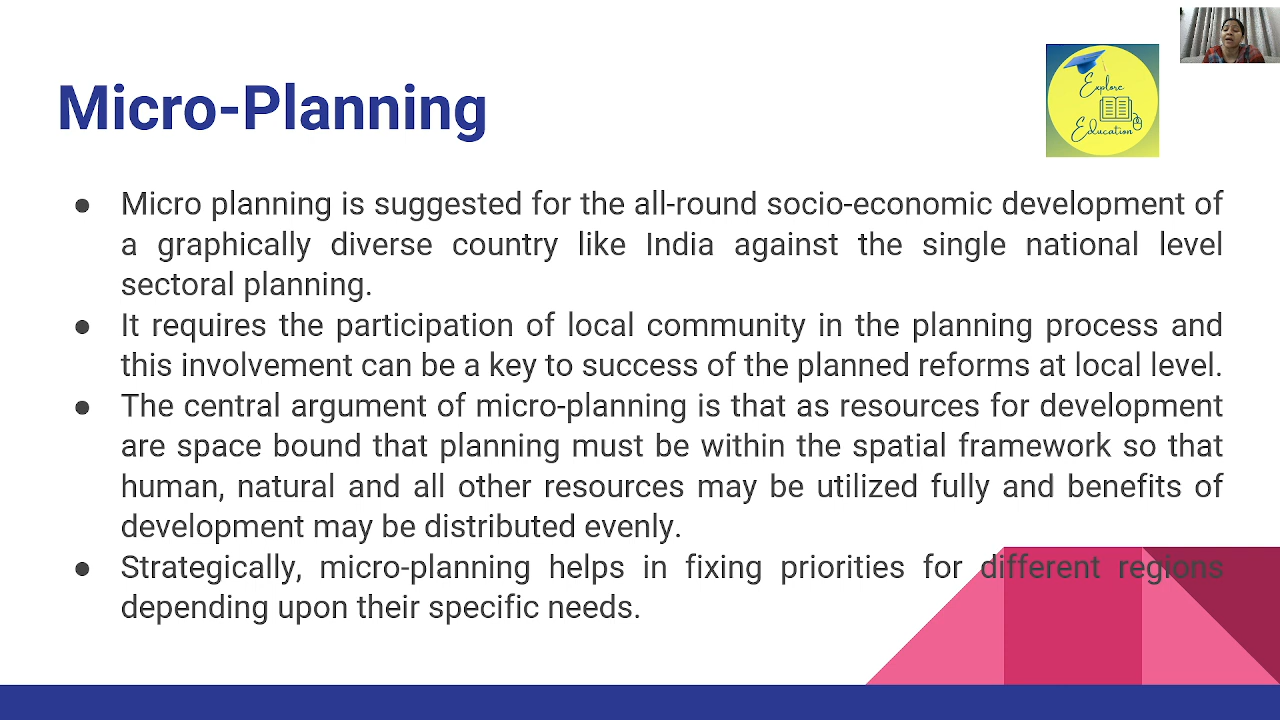 Explore
Education
Micro-Planning
● Micro planning is suggested for the all-round socio-economic development of
a graphically diverse country like India against the single national level
sectoral planning.
● It requires the participation of local community in the planning process and
this involvement can be a key to success of the planned reforms at local level.
● The central argument of micro-planning is that as resources for development
are space bound that planning must be within the spatial framework so that
human, natural and all other resources may be utilized fully and benefits of
development may be distributed evenly.
● Strategically, micro-planning helps in fixing priorities for different regions
depending upon their specific needs.